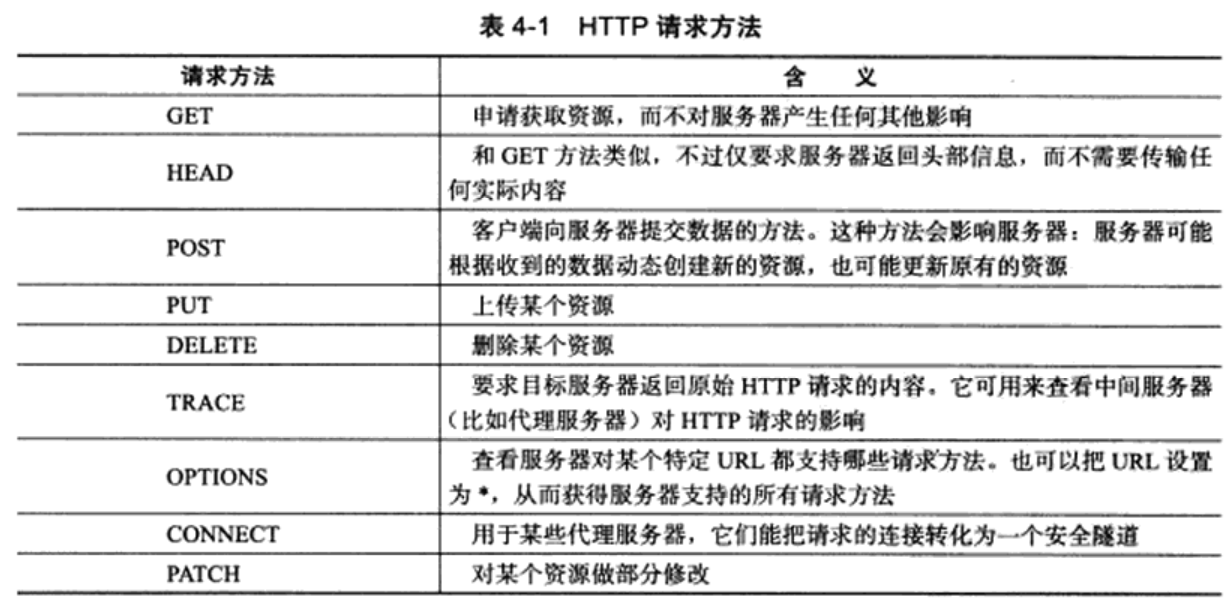 表 4-1 HTTP 请求方法
请求方法 含 义
GET 申请获取资源，而不对服务器产生任何其他影响
HEAD 和 GET 方法类似，不过仅要求服务器返回头部信息，而不需要传输任
何实际内容
POST 客户端向服务器提交数据的方法。这种方法会影响服务器：服务器可能
根据收到的数据动态创建新的资源，也可能更新原有的资源
PUT 上传某个资源
DELETE 删除某个资源
TRACE 要求目标服务器返回原始 HTTP 请求的内容。它可用来查看中间服务器
（比如代理服务器）对 HTTP 请求的影响
OPTIONS 查看服务器对某个特定 URL 都支持哪些请求方法。也可以把 URL 设置
为 *，从而获得服务器支持的所有请求方法
CONNECT 用于某些代理服务器，它们能把请求的连接转化为一个安全隧道
PATCH 对某个资源做部分修改